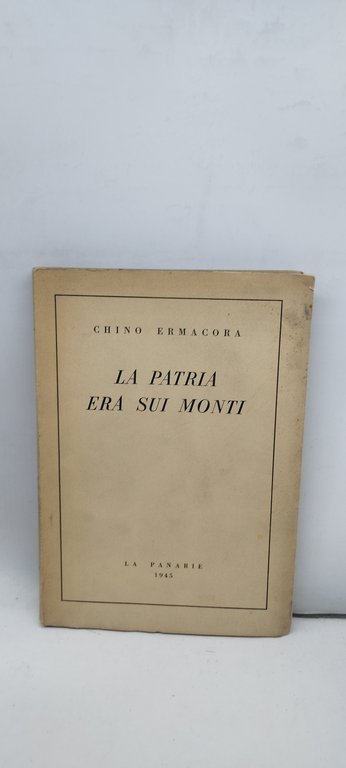 CHINO ERMACORA
LA PATRIA
ERA SUI MONTI
LA PANARIE
1945